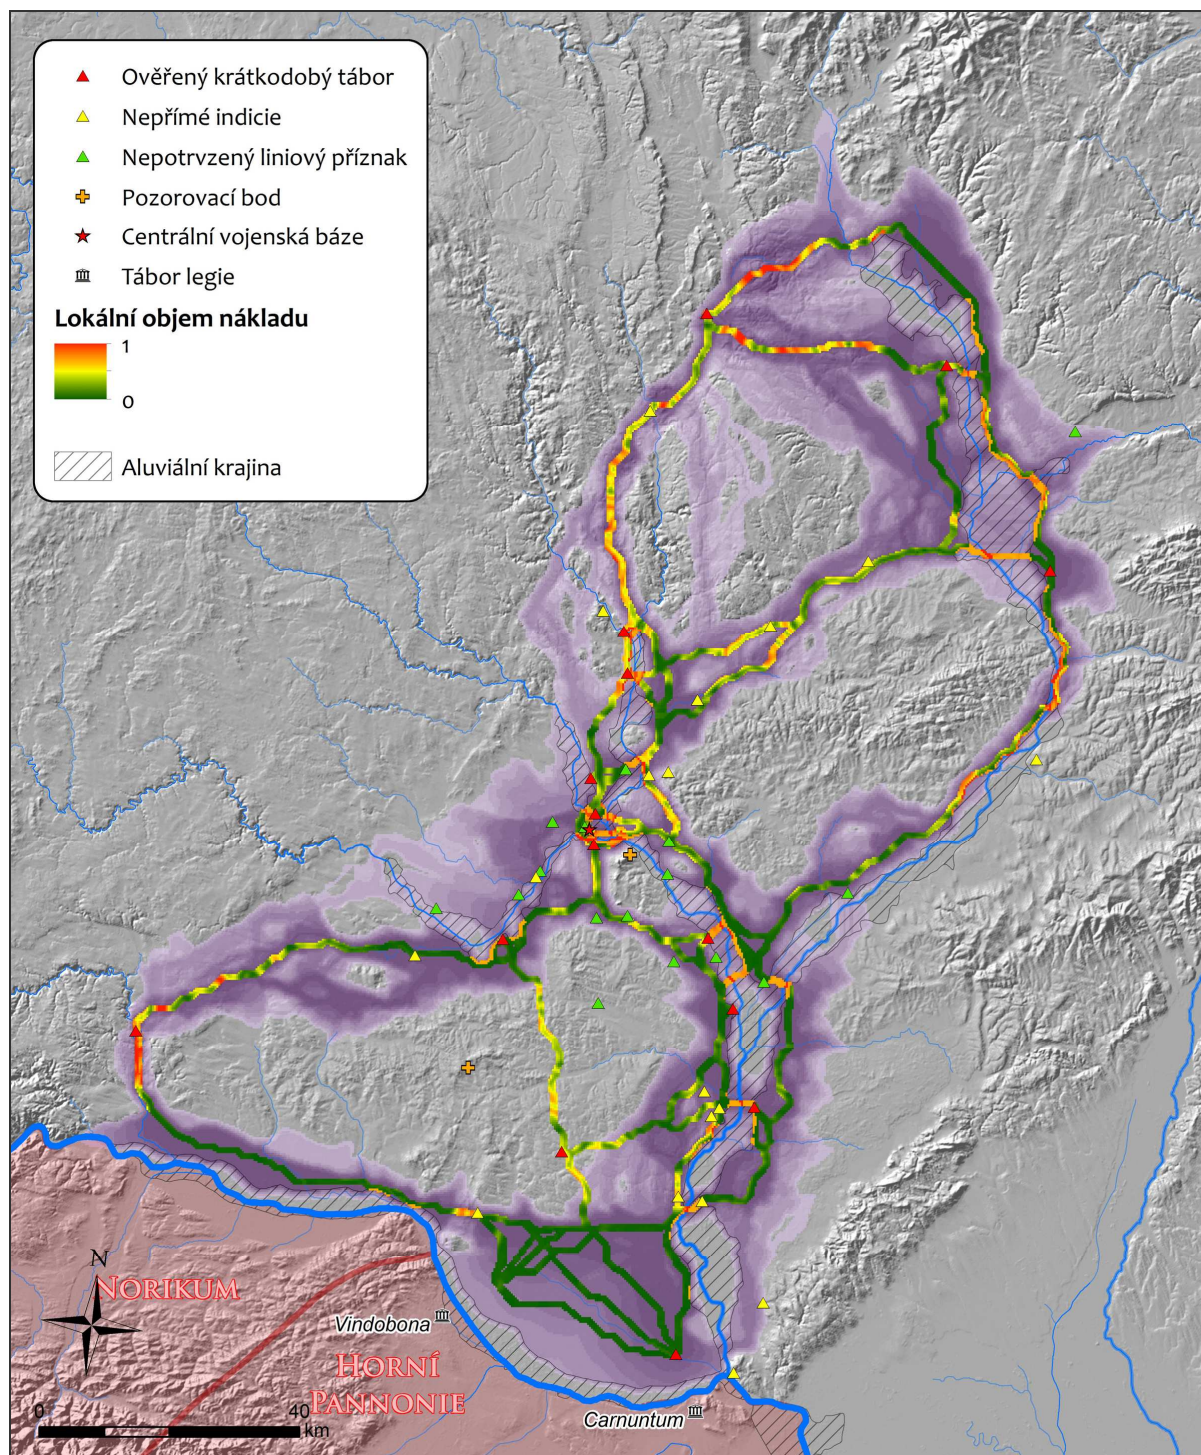 Ověřený krátkodobý tábor
Nepřímé indicie
Nepotrvzený liniový příznak
Pozorovací bod
Centrální vojenská báze
Tábor legie
Lokální objem nákladu
1
0
Aluviální krajina
N
Norikum
Vindobona
Horní
Pannonie
Carnuntum
0 40
km